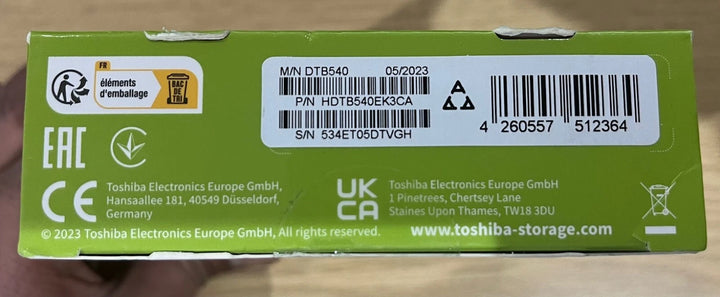 FR
éléments
d'emballage
BAC
DE
TRI
M/N DTB540 05/2023
P/N HDTB540EK3CA
S/N 534ET05DTVGH
4 260557 512364
EAC
CE
Toshiba Electronics Europe GmbH,
Hansaallee 181, 40549 Düsseldorf,
Germany
UK
CA
Toshiba Electronics Europe GmbH
1 Pinetrees, Chertsey Lane
Staines Upon Thames, TW18 3DU
© 2023 Toshiba Electronics Europe GmbH, All rights reserved.
www.toshiba-storage.com